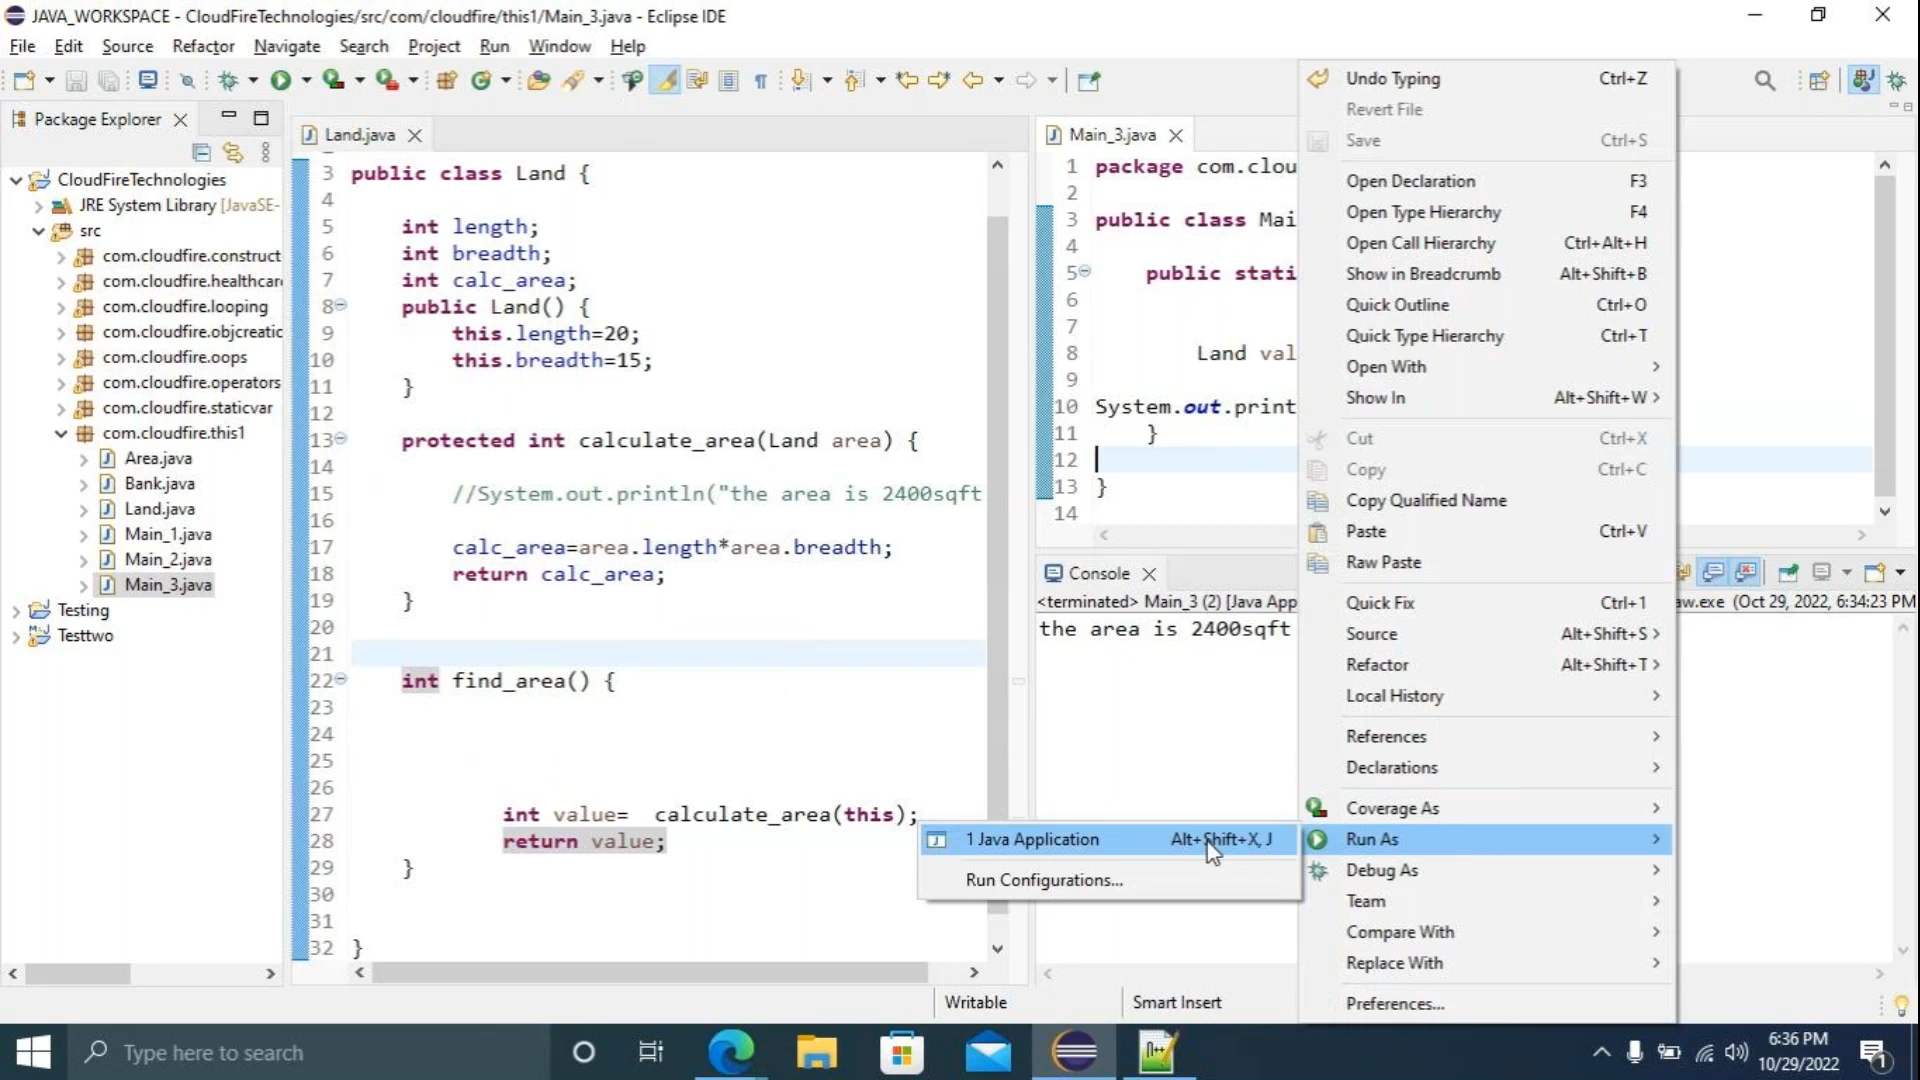 JAVA_WORKSPACE - CloudFireTechnologies/src/com/cloudfire/this1/Main_3.java - Eclipse IDE
File Edit Source Refactor Navigate Search Project Run Window Help
Package Explorer
CloudFireTechnologies
JRE System Library [JavaSE-
src
com.cloudfire.construct
com.cloudfire.healthcar
com.cloudfire.looping
com.cloudfire.objcreatic
com.cloudfire.oops
com.cloudfire.operators
com.cloudfire.staticvar
com.cloudfire.this1
Area.java
Bank.java
Land.java
Main_1.java
Main_2.java
Main_3.java
Testing
Testtwo
Land.java
3 public class Land {
4
5 int length;
6 int breadth;
7 int calc_area;
8 public Land() {
9 this.length=20;
10 this.breadth=15;
11 }
12
13 protected int calculate_area(Land area) {
14
15 //System.out.println("the area is 2400sqft
16
17 calc_area=area.length*area.breadth;
18 return calc_area;
19 }
20
21
22 int find_area() {
23
24
25
26
27 int value= calculate_area(this);
28 return value;
29 }
30
31
32 }
Main_3.java
1 package com.clou
2
3 public class Mai
4
5 public stati
6
7
8 Land val
9
10 System.out.print
11 }
12
13 }
14
Console
<terminated> Main_3 (2) [Java App
aw.exe (Oct 29, 2022, 6:34:23 PM
the area is 2400sqft
Undo Typing Ctrl+Z
Revert File
Save Ctrl+S
Open Declaration F3
Open Type Hierarchy F4
Open Call Hierarchy Ctrl+Alt+H
Show in Breadcrumb Alt+Shift+B
Quick Outline Ctrl+O
Quick Type Hierarchy Ctrl+T
Open With
Show In Alt+Shift+W
Cut Ctrl+X
Copy Ctrl+C
Copy Qualified Name
Paste Ctrl+V
Raw Paste
Quick Fix Ctrl+1
Source Alt+Shift+S
Refactor Alt+Shift+T
Local History
References
Declarations
Coverage As
Run As
Debug As
Team
Compare With
Replace With
Preferences...
1 Java Application Alt+Shift+X, J
Run Configurations...
Writable Smart Insert
Type here to search
6:36 PM
10/29/2022
1